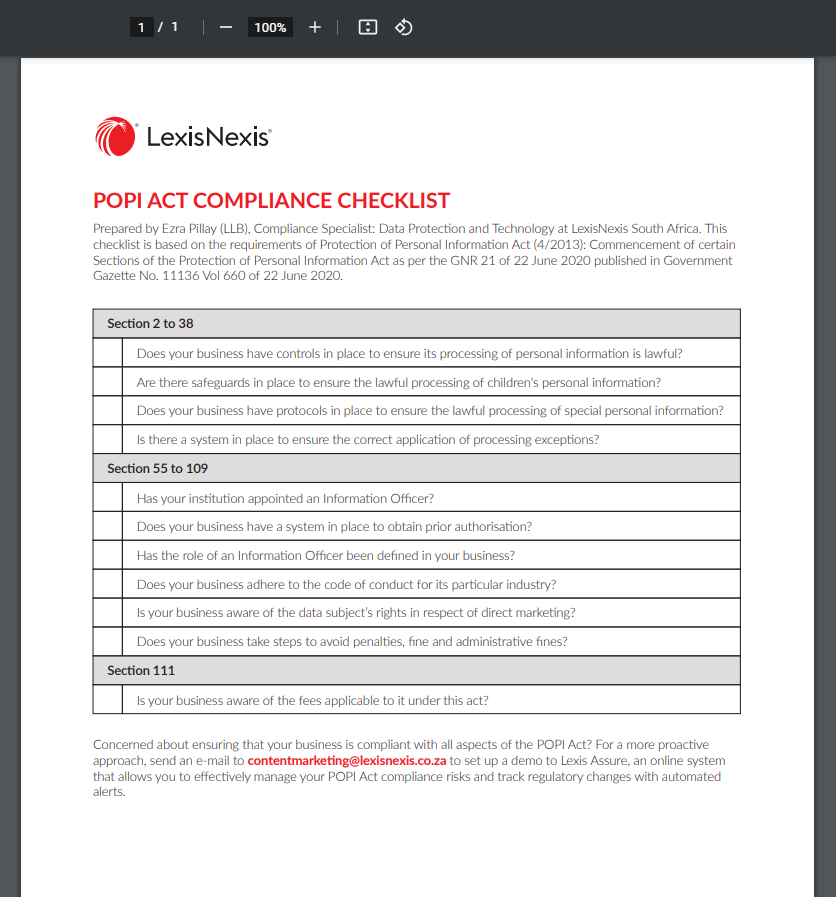 1 / 1 100%
LexisNexis®
POPI ACT COMPLIANCE CHECKLIST
Prepared by Ezra Pillay (LLB), Compliance Specialist: Data Protection and Technology at LexisNexis South Africa. This
checklist is based on the requirements of Protection of Personal Information Act (4/2013): Commencement of certain
Sections of the Protection of Personal Information Act as per the GNR 21 of 22 June 2020 published in Government
Gazette No. 11136 Vol 660 of 22 June 2020.
Section 2 to 38
Does your business have controls in place to ensure its processing of personal information is lawful?
Are there safeguards in place to ensure the lawful processing of children's personal information?
Does your business have protocols in place to ensure the lawful processing of special personal information?
Is there a system in place to ensure the correct application of processing exceptions?
Section 55 to 109
Has your institution appointed an Information Officer?
Does your business have a system in place to obtain prior authorisation?
Has the role of an Information Officer been defined in your business?
Does your business adhere to the code of conduct for its particular industry?
Is your business aware of the data subject's rights in respect of direct marketing?
Does your business take steps to avoid penalties, fine and administrative fines?
Section 111
Is your business aware of the fees applicable to it under this act?
Concerned about ensuring that your business is compliant with all aspects of the POPI Act? For a more proactive
approach, send an e-mail to contentmarketing@lexisnexis.co.za to set up a demo to Lexis Assure, an online system
that allows you to effectively manage your POPI Act compliance risks and track regulatory changes with automated
alerts.